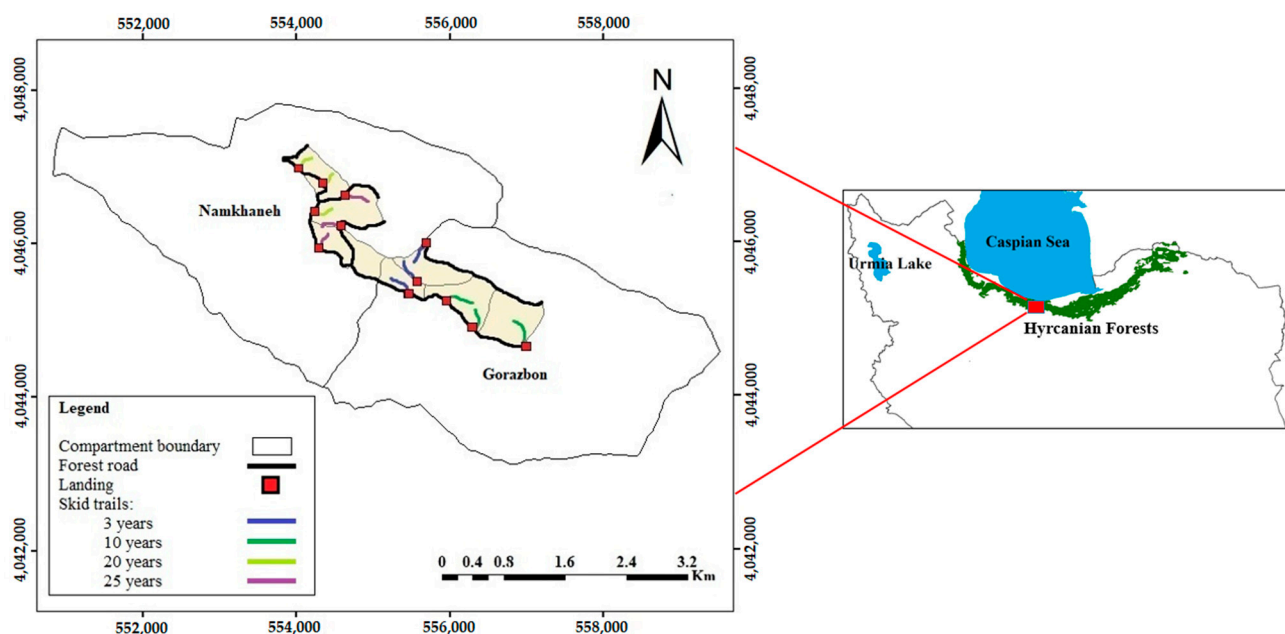 552,000 554,000 556,000 558,000
4,048,000
4,046,000
4,044,000
4,042,000
N
Namkhaneh
Gorazbon
Legend
Compartment boundary
Forest road
Landing
Skid trails:
3 years
10 years
20 years
25 years
0 0.4 0.8 1.6 2.4 3.2
Km
4,048,000
4,046,000
4,044,000
4,042,000
552,000 554,000 556,000 558,000
Caspian Sea
Urmia Lake
Hyrcanian Forests